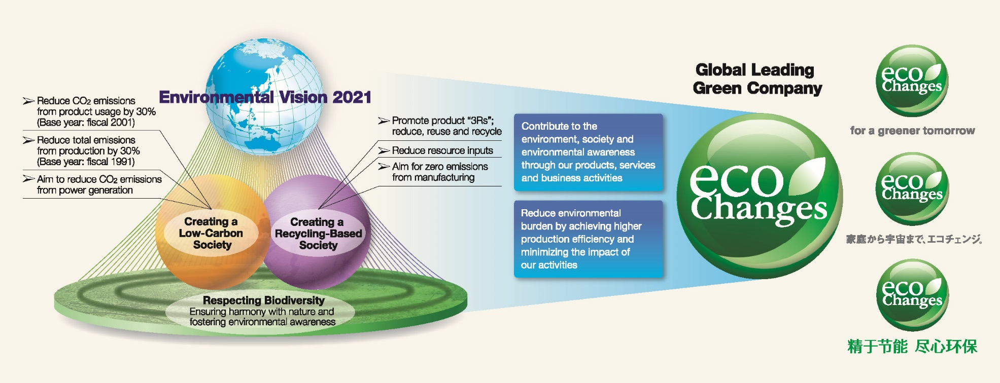 Environmental Vision 2021
➢ Reduce CO₂ emissions
from product usage by 30%
(Base year: fiscal 2001)
➢ Reduce total emissions
from production by 30%
(Base year: fiscal 1991)
➢ Aim to reduce CO₂ emissions
from power generation
➢ Promote product “3Rs”;
reduce, reuse and recycle
➢ Reduce resource inputs
➢ Aim for zero emissions
from manufacturing
Creating a
Low-Carbon
Society
Creating a
Recycling-Based
Society
Respecting Biodiversity
Ensuring harmony with nature and
fostering environmental awareness
Contribute to the
environment, society and
environmental awareness
through our products, services
and business activities
Reduce environmental
burden by achieving higher
production efficiency and
minimizing the impact of
our activities
Global Leading
Green Company
eco
Changes
eco
Changes
for a greener tomorrow
eco
Changes
家庭から宇宙まで、エコチェンジ。
eco
Changes
精于节能 尽心环保